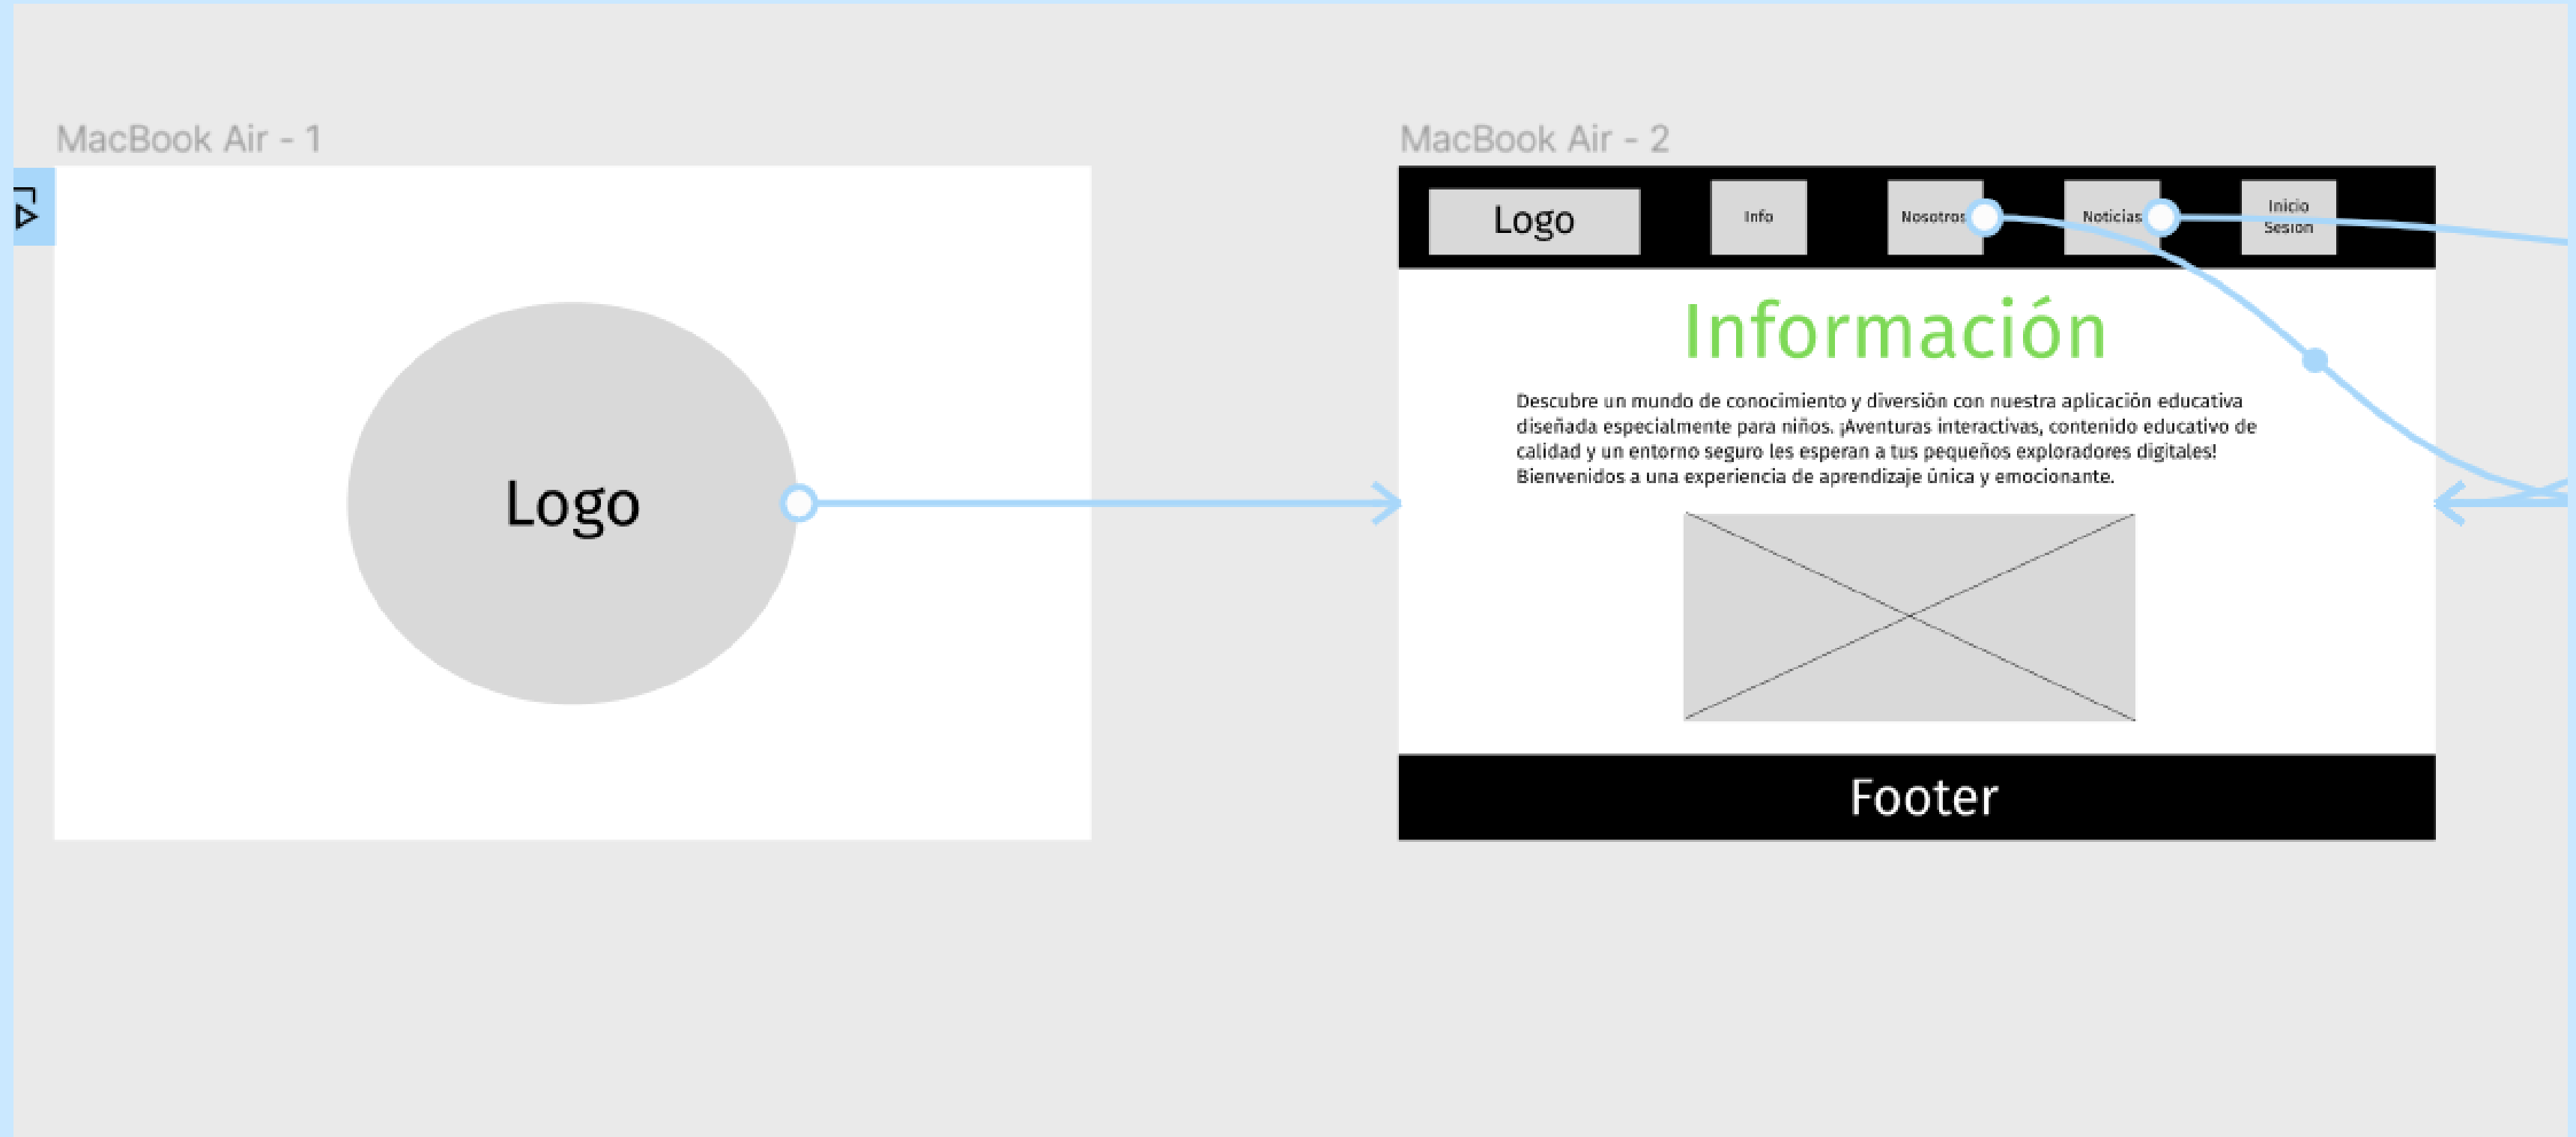 MacBook Air - 1
Logo
MacBook Air - 2
Logo
Info
Nosotros
Noticias
Inicio
Sesion
Información
Descubre un mundo de conocimiento y diversión con nuestra aplicación educativa
diseñada especialmente para niños. ¡Aventuras interactivas, contenido educativo de
calidad y un entorno seguro les esperan a tus pequeños exploradores digitales!
Bienvenidos a una experiencia de aprendizaje única y emocionante.
Footer